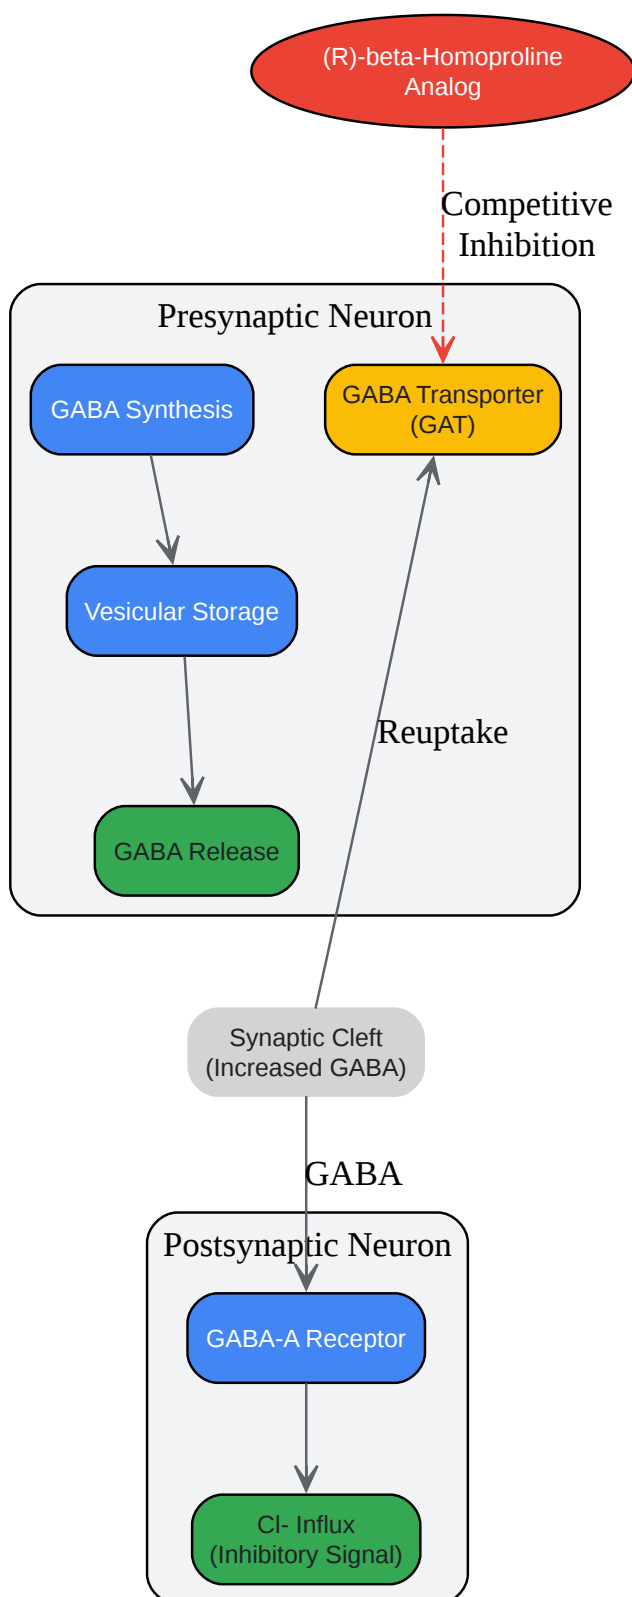 (R)-beta-Homoproline
Analog
Competitive
Inhibition
Presynaptic Neuron
GABA Synthesis
GABA Transporter
(GAT)
Vesicular Storage
Reuptake
GABA Release
Synaptic Cleft
(Increased GABA)
GABA
Postsynaptic Neuron
GABA-A Receptor
Cl- Influx
(Inhibitory Signal)